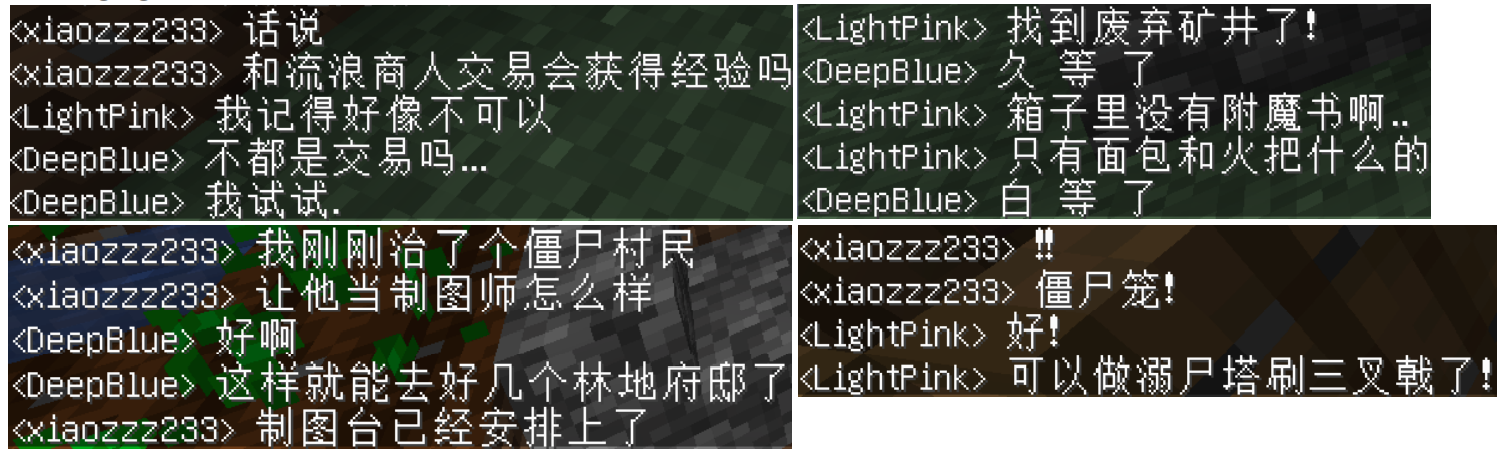 <xiaozzz233> 话说
<xiaozzz233> 和流浪商人交易会获得经验吗
<LightPink> 我记得好像不可以
<DeepBlue> 不都是交易吗...
<DeepBlue> 我试试.
<LightPink> 找到废弃矿井了!
<DeepBlue> 久 等 了
<LightPink> 箱子里没有附魔书啊..
<LightPink> 只有面包和火把什么的
<DeepBlue> 白 等 了
<xiaozzz233> 我刚刚治了个僵尸村民
<xiaozzz233> 让他当制图师怎么样
<DeepBlue> 好啊
<DeepBlue> 这样就能去好几个林地府邸了
<xiaozzz233> 制图台已经安排上了
<xiaozzz233> !!
<xiaozzz233> 僵尸笼!
<LightPink> 好!
<LightPink> 可以做溺尸塔刷三叉戟了!